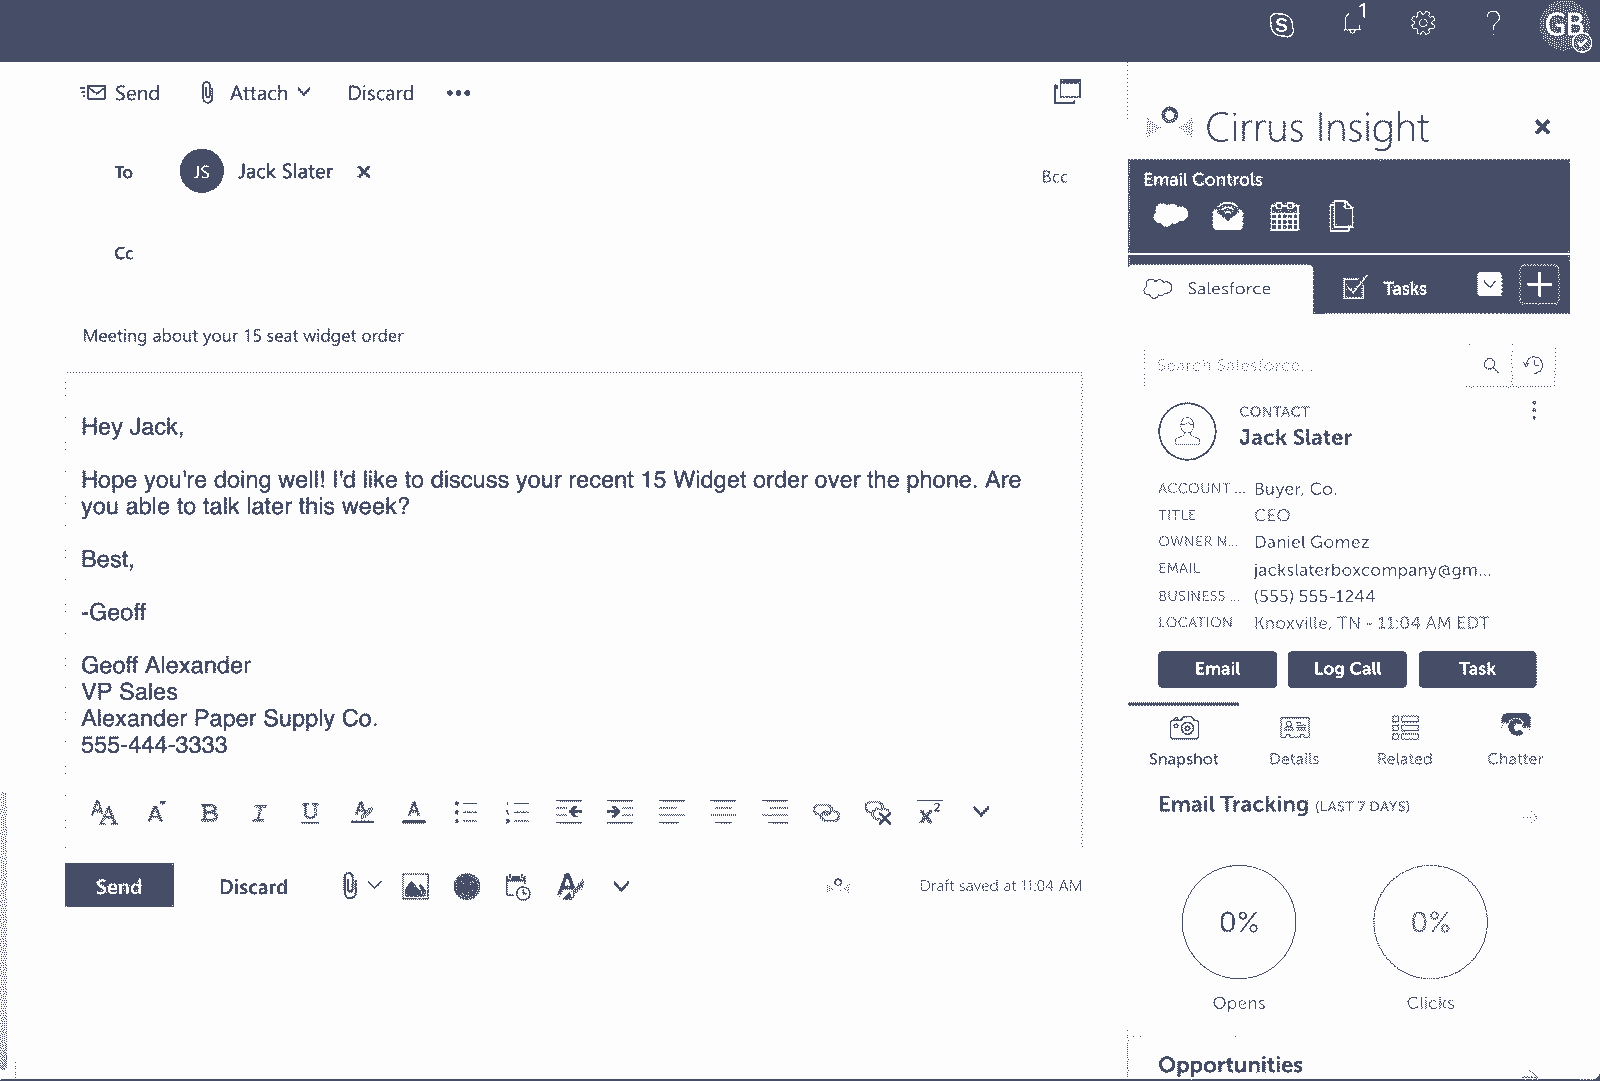 1
GB
Send
Attach
Discard
To
JS
Jack Slater
Bcc
Cc
Meeting about your 15 seat widget order
Hey Jack,
Hope you're doing well! I'd like to discuss your recent 15 Widget order over the phone. Are
you able to talk later this week?
Best,
-Geoff
Geoff Alexander
VP Sales
Alexander Paper Supply Co.
555-444-3333
Send
Discard
Draft saved at 11:04 AM
Cirrus Insight
Email Controls
Salesforce
Tasks
Search Salesforce...
CONTACT
Jack Slater
ACCOUNT... Buyer, Co.
TITLE CEO
OWNER N... Daniel Gomez
EMAIL jackslaterboxcompany@gm...
BUSINESS ... (555) 555-1244
LOCATION Knoxville, TN - 11:04 AM EDT
Email
Log Call
Task
Snapshot
Details
Related
Chatter
Email Tracking (LAST 7 DAYS)
0%
0%
Opens
Clicks
Opportunities